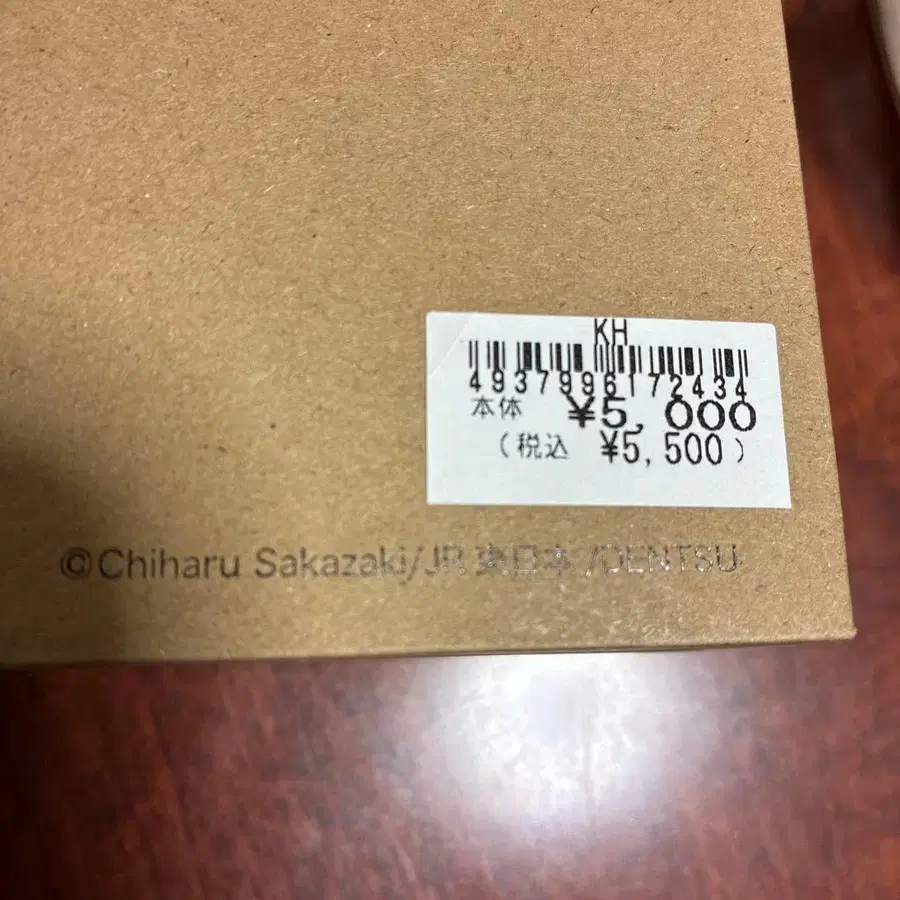 KH
4937996172434
本体 ¥5,000
(税込 ¥5,500)
©Chiharu Sakazaki/JR東日本/DENTSU